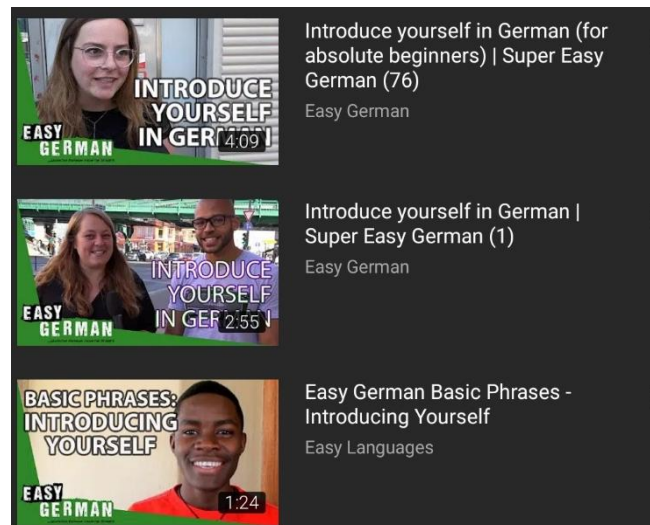 INTRODUCE
YOURSELF
IN GERMAN
EASY
GERMAN
4:09
Introduce yourself in German (for
absolute beginners) | Super Easy
German (76)
Easy German
INTRODUCE
YOURSELF
IN GER
EASY
GERMAN
2:55
Introduce yourself in German |
Super Easy German (1)
Easy German
BASIC PHRASES:
INTRODUCING
YOURSELF
EASY
GERMAN
1:24
Easy German Basic Phrases -
Introducing Yourself
Easy Languages